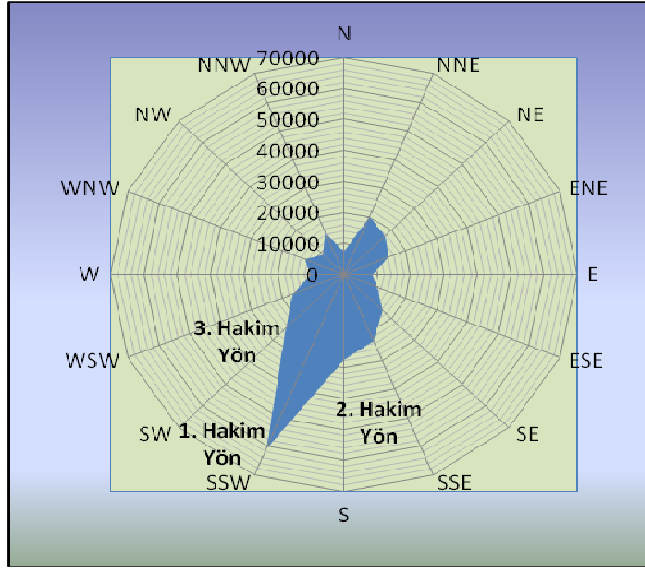 N
70000
NNW
NNE
60000
50000
NW
NE
40000
30000
WNW
ENE
20000
10000
W
0
E
3. Hakim
Yön
WSW
ESE
2. Hakim
Yön
SW
1. Hakim
Yön
SE
SSW
SSE
S